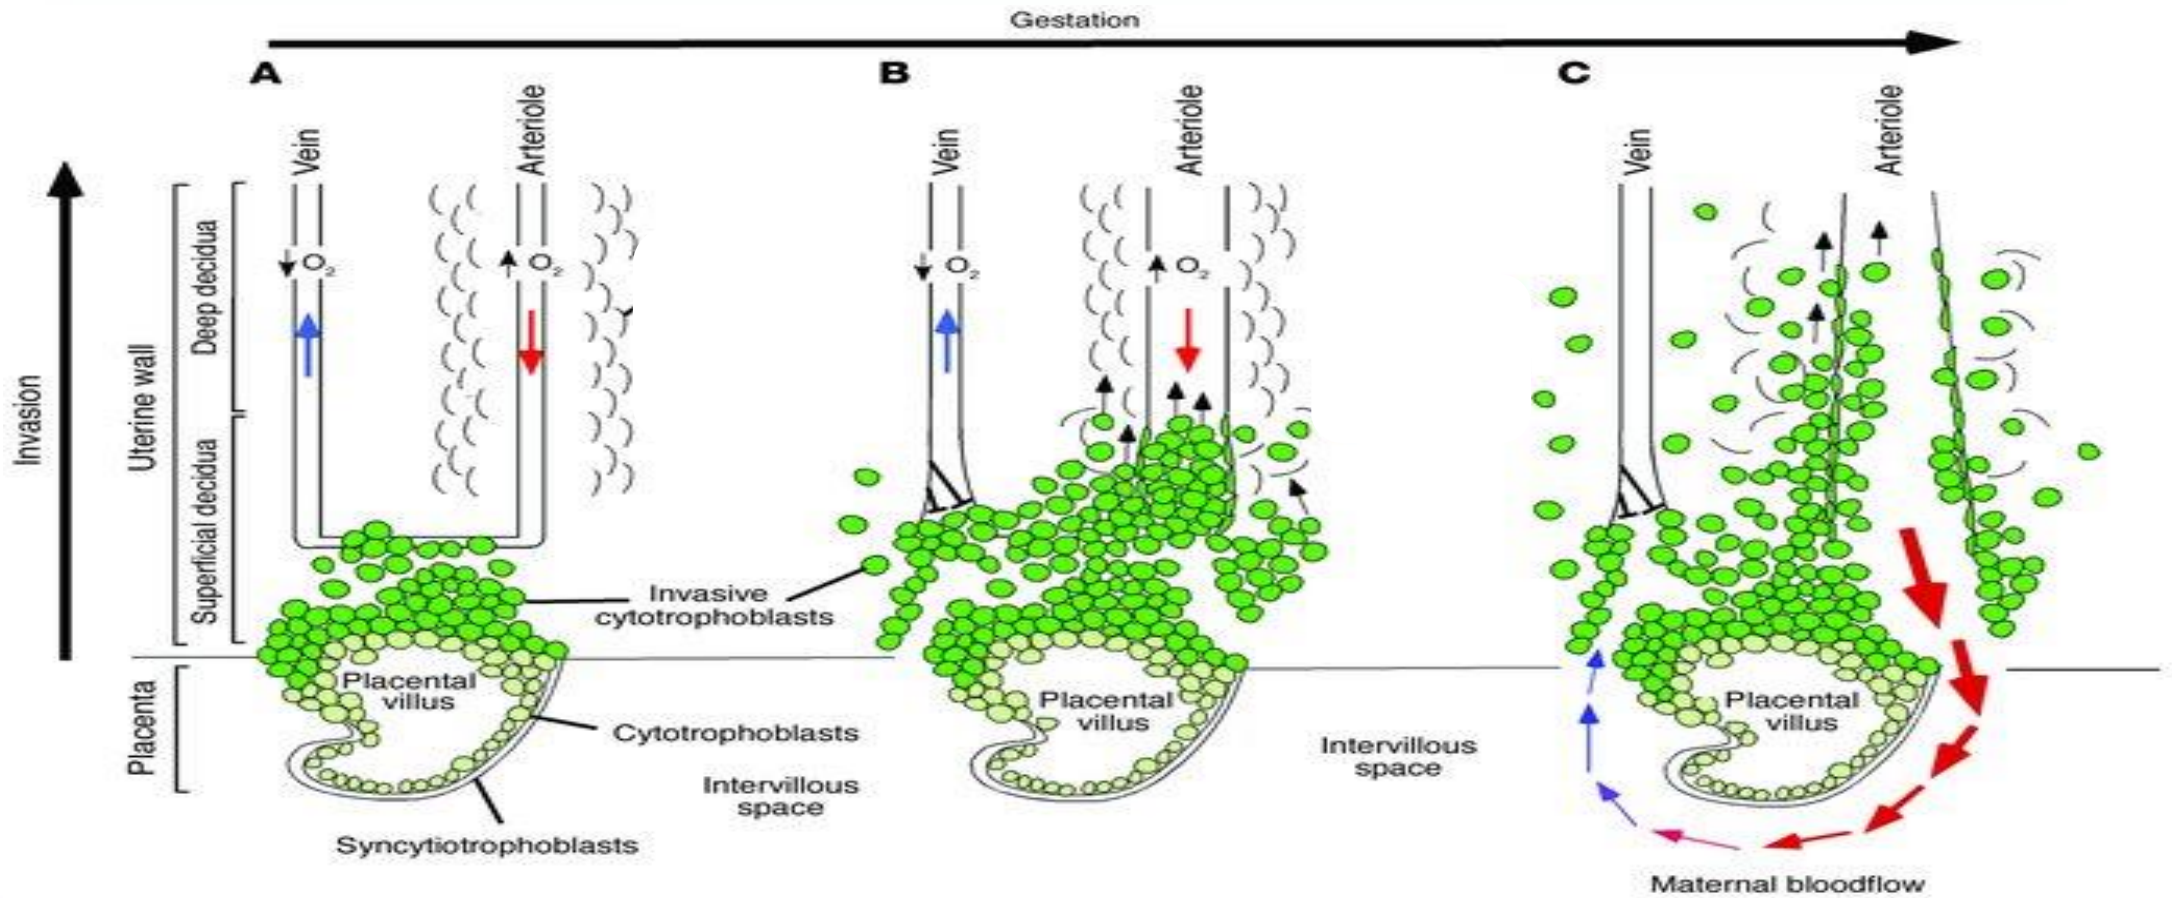 Gestation
A
B
C
Vein
Arteriole
Vein
Arteriole
Vein
Arteriole
Invasion
Uterine wall
Deep decidua
Superficial decidua
Placenta
O₂
O₂
O₂
O₂
Invasive
cytotrophoblasts
Placental
villus
Placental
villus
Placental
villus
Cytotrophoblasts
Intervillous
space
Intervillous
space
Syncytiotrophoblasts
Maternal bloodflow